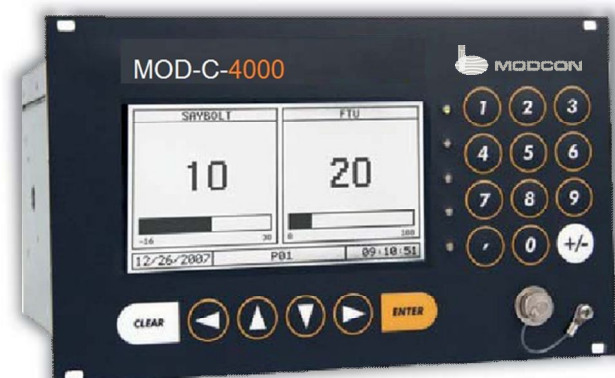 MOD-C-4000
MODCON
SAYBOLT
FTU
10
20
-16
30
0
100
12/26/2007
P01
09:10:51
1
2
3
4
5
6
7
8
9
,
0
+/-
CLEAR
ENTER